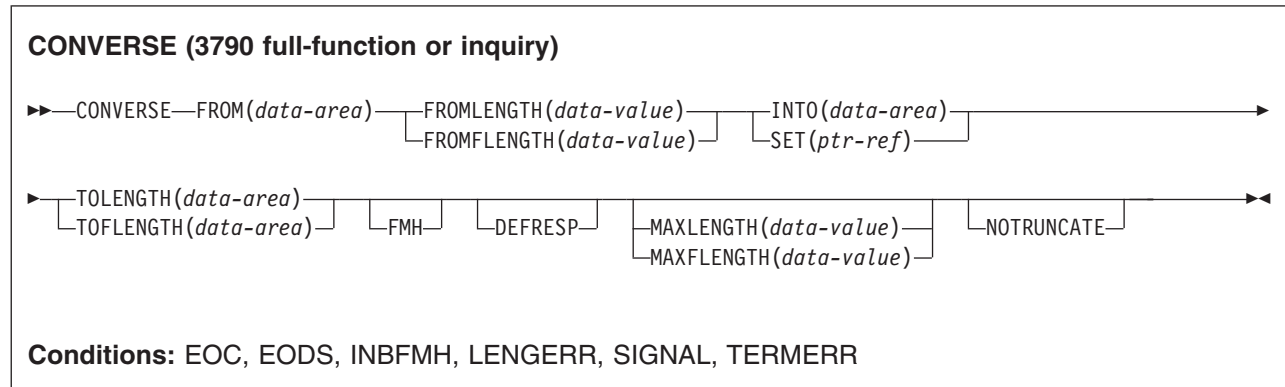 CONVERSE (3790 full-function or inquiry)
CONVERSE FROM(data-area) FROMLENGTH(data-value) INTO(data-area)
FROMFLENGTH(data-value) SET(ptr-ref)
TOLENGTH(data-area)
TOFLENGTH(data-area) FMH DEFRESP MAXLENGTH(data-value) NOTRUNCATE
MAXFLENGTH(data-value)
Conditions: EOC, EODS, INBFMH, LENGERR, SIGNAL, TERMERR